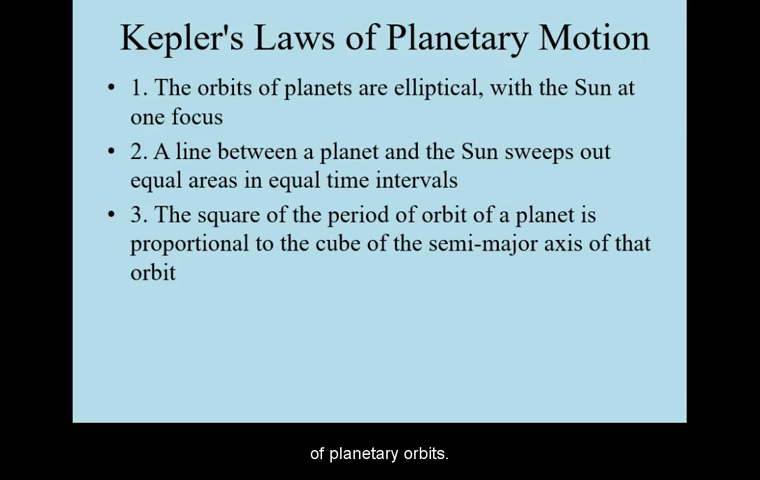 Kepler's Laws of Planetary Motion
• 1. The orbits of planets are elliptical, with the Sun at
one focus
• 2. A line between a planet and the Sun sweeps out
equal areas in equal time intervals
• 3. The square of the period of orbit of a planet is
proportional to the cube of the semi-major axis of that
orbit
of planetary orbits.